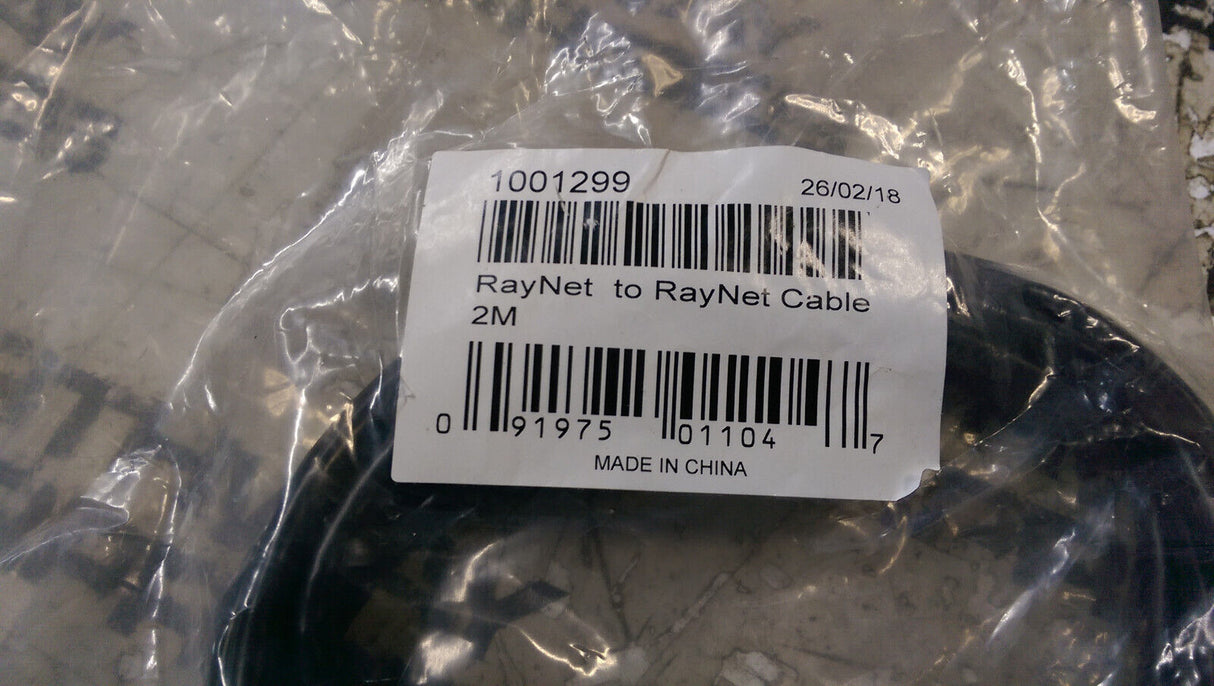 1001299 26/02/18
RayNet to RayNet Cable
2M
0 91975 01104 7
MADE IN CHINA